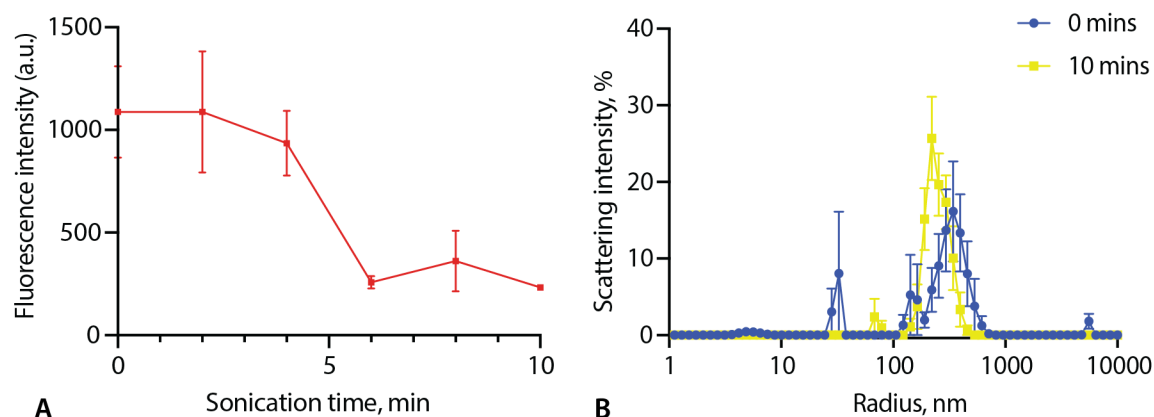 Fluorescence intensity (a.u.)
1500
1000
500
0
0
5
10
Sonication time, min
A
Scattering intensity, %
40
30
20
10
0
1
10
100
1000
10000
Radius, nm
B
0 mins
10 mins